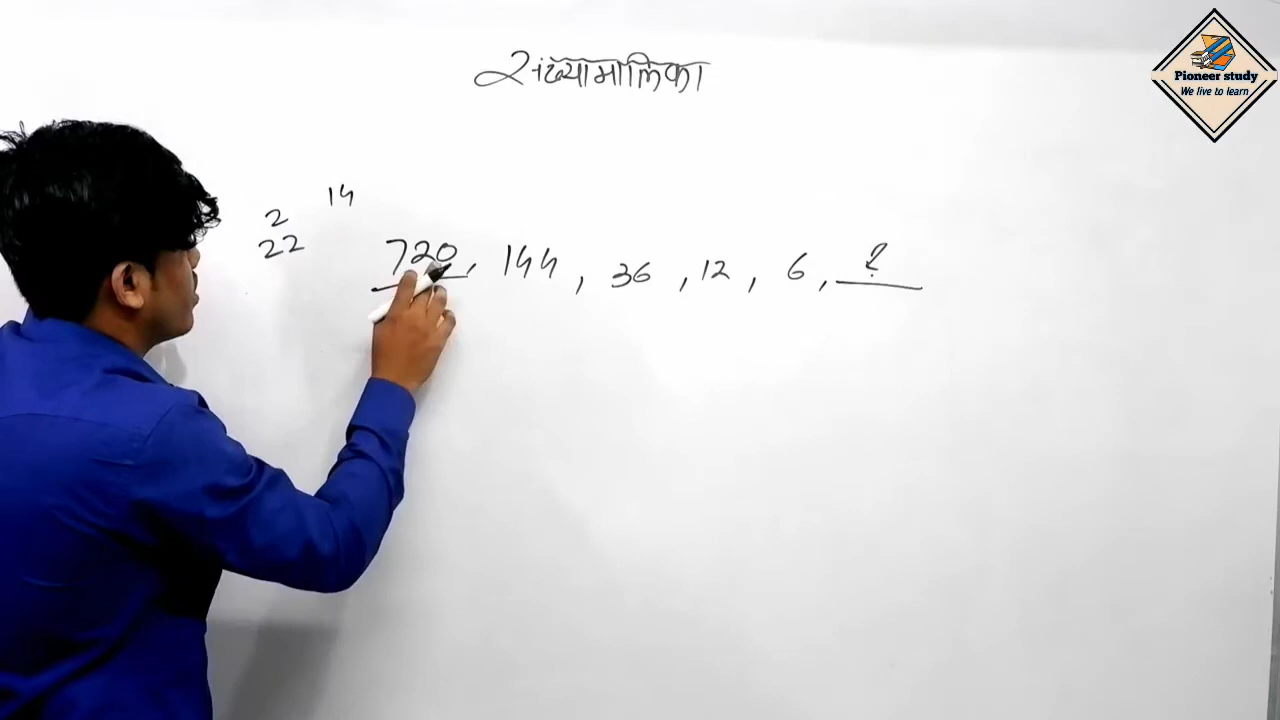 संख्यामालिका
Pioneer study
We live to learn
14
2
22
720, 144, 36, 12, 6, ?